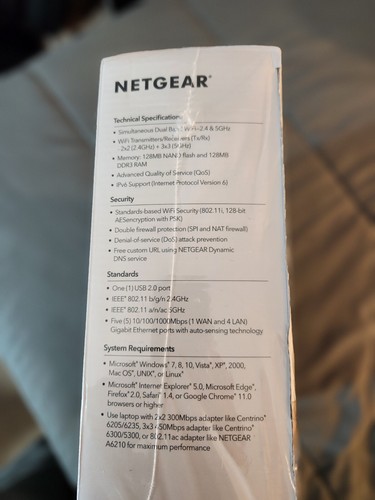 NETGEAR®
Technical Specifications
• Simultaneous Dual Band WiFi-2.4 & 5GHz
• WiFi Transmitters/Receivers (Tx/Rx)
2x2 (2.4GHz) + 3x3 (5GHz)
• Memory: 128MB NAND flash and 128MB
DDR3 RAM
• Advanced Quality of Service (QoS)
• IPv6 Support (Internet Protocol Version 6)
Security
• Standards-based WiFi Security (802.11i, 128-bit
AESencryption with PSK)
• Double firewall protection (SPI and NAT firewall)
• Denial-of-service (DoS) attack prevention
• Free custom URL using NETGEAR Dynamic
DNS service
Standards
• One (1) USB 2.0 port
• IEEE® 802.11 b/g/n 2.4GHz
• IEEE® 802.11 a/n/ac 5GHz
• Five (5) 10/100/1000Mbps (1 WAN and 4 LAN)
Gigabit Ethernet ports with auto-sensing technology
System Requirements
• Microsoft® Windows® 7, 8, 10, Vista®, XP®, 2000,
Mac OS®, UNIX®, or Linux®
• Microsoft® Internet Explorer® 5.0, Microsoft Edge®,
Firefox® 2.0, Safari® 1.4, or Google Chrome™ 11.0
browsers or higher
• Use laptop with 2x2 300Mbps adapter like Centrino®
6205/6235, 3x3 450Mbps adapter like Centrino®
6300/5300, or 802.11ac adapter like NETGEAR
A6210 for maximum performance